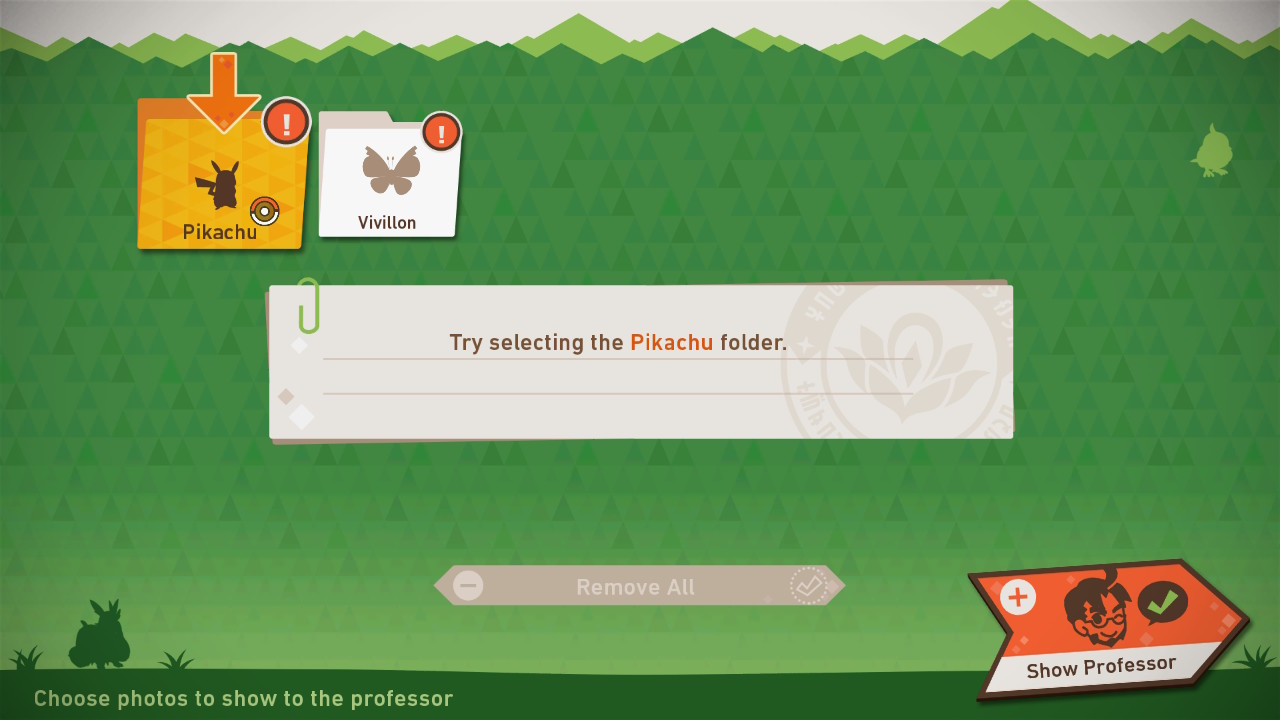 !
!
Pikachu
Vivillon
Try selecting the Pikachu folder.
Remove All
Show Professor
Choose photos to show to the professor